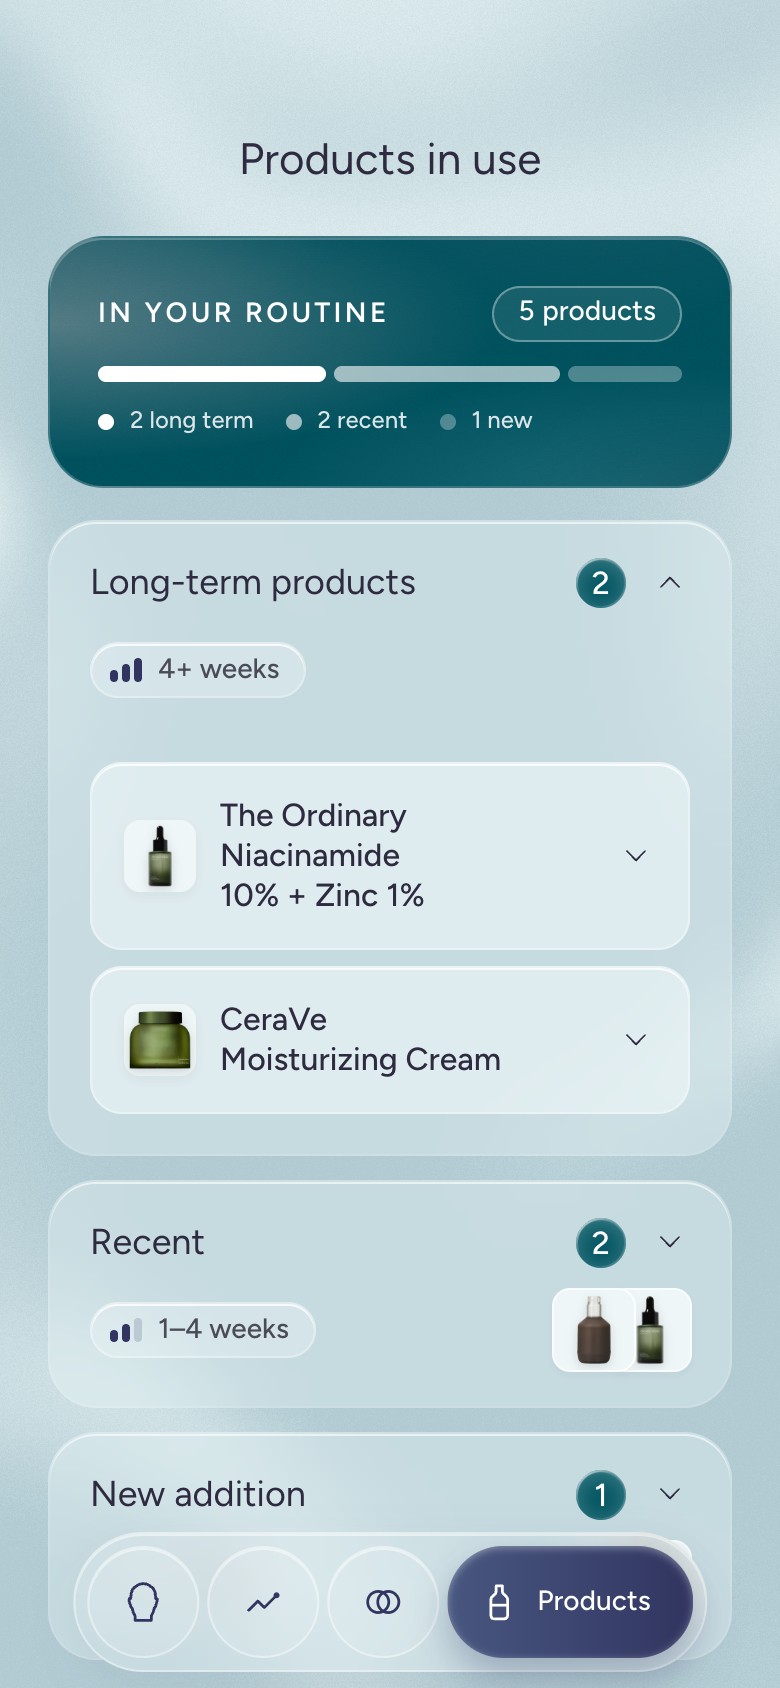 Products in use
IN YOUR ROUTINE
5 products
2 long term
2 recent
1 new
Long-term products
2
4+ weeks
The Ordinary
Niacinamide
10% + Zinc 1%
CeraVe
Moisturizing Cream
Recent
2
1–4 weeks
New addition
1
Products